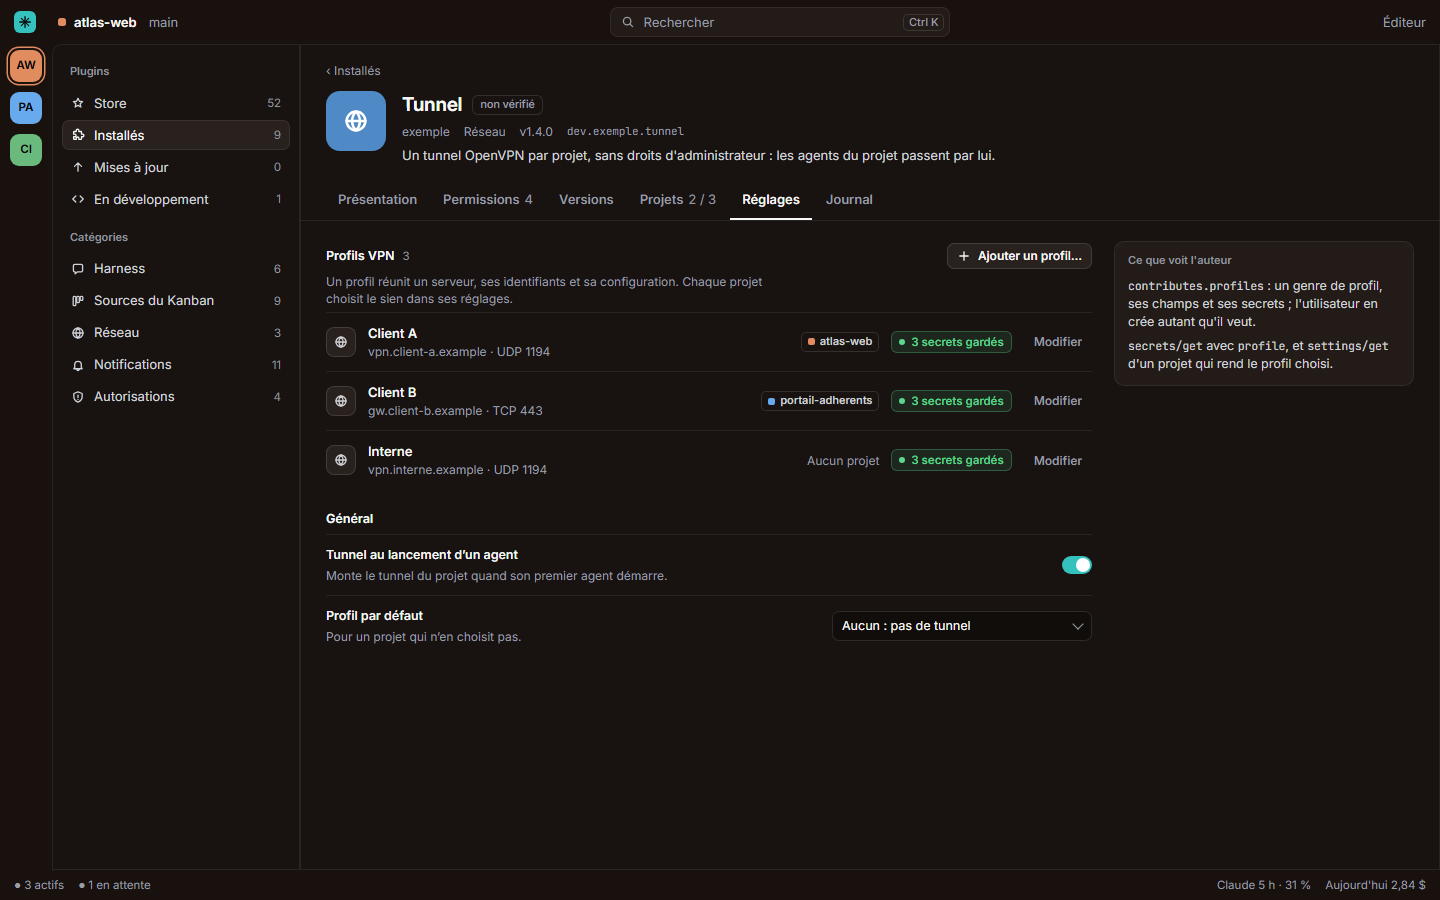 atlas-web main
Rechercher
Ctrl K
Éditeur
AW
PA
CI
Plugins
Store 52
Installés 9
Mises à jour 0
En développement 1
Catégories
Harness 6
Sources du Kanban 9
Réseau 3
Notifications 11
Autorisations 4
‹ Installés
Tunnel non vérifié
exemple Réseau v1.4.0 dev.exemple.tunnel
Un tunnel OpenVPN par projet, sans droits d'administrateur : les agents du projet passent par lui.
Présentation Permissions 4 Versions Projets 2 / 3 Réglages Journal
Profils VPN 3
Ajouter un profil...
Un profil réunit un serveur, ses identifiants et sa configuration. Chaque projet
choisit le sien dans ses réglages.
Client A
vpn.client-a.example · UDP 1194
atlas-web
3 secrets gardés
Modifier
Client B
gw.client-b.example · TCP 443
portail-adherents
3 secrets gardés
Modifier
Interne
vpn.interne.example · UDP 1194
Aucun projet
3 secrets gardés
Modifier
Général
Tunnel au lancement d’un agent
Monte le tunnel du projet quand son premier agent démarre.
Profil par défaut
Pour un projet qui n’en choisit pas.
Aucun : pas de tunnel
Ce que voit l'auteur
contributes.profiles : un genre de profil,
ses champs et ses secrets ; l'utilisateur en
crée autant qu'il veut.
secrets/get avec profile, et settings/get
d'un projet qui rend le profil choisi.
3 actifs
1 en attente
Claude 5 h · 31 %
Aujourd'hui 2,84 $